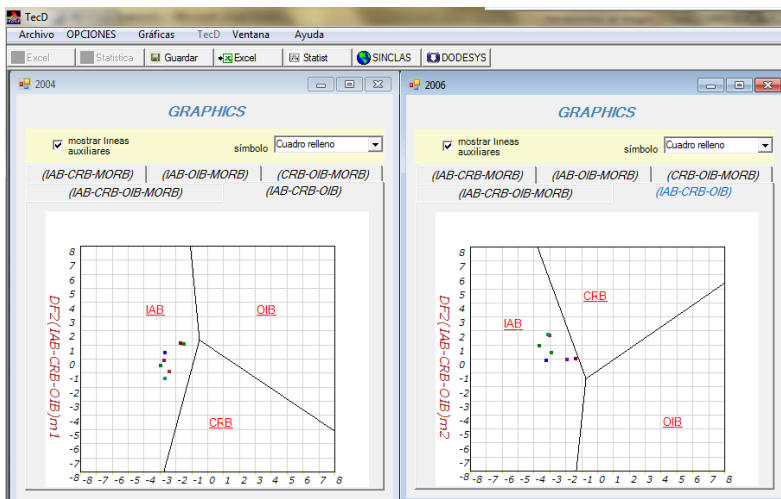 TecD
Archivo OPCIONES Gráficas TecD Ventana Ayuda
Excel Statistica Guardar Excel Statist SINCLAS DODESYS
2004
GRAPHICS
mostrar lineas
auxiliares
símbolo Cuadro relleno
(IAB-CRB-MORB) (IAB-OIB-MORB) (CRB-OIB-MORB)
(IAB-CRB-OIB-MORB) (IAB-CRB-OIB)
DF2(IAB-CRB-OIB)m1
8
7
6
5
4
3
2
1
0
-1
-2
-3
-4
-5
-6
-7
-8 -8 -7 -6 -5 -4 -3 -2 -1 0 1 2 3 4 5 6 7 8
IAB
OIB
CRB
2006
GRAPHICS
mostrar lineas
auxiliares
símbolo Cuadro relleno
(IAB-CRB-MORB) (IAB-OIB-MORB) (CRB-OIB-MORB)
(IAB-CRB-OIB-MORB) (IAB-CRB-OIB)
DF2(IAB-CRB-OIB)m2
8
7
6
5
4
3
2
1
0
-1
-2
-3
-4
-5
-6
-7
-8 -8 -7 -6 -5 -4 -3 -2 -1 0 1 2 3 4 5 6 7 8
CRB
IAB
OIB